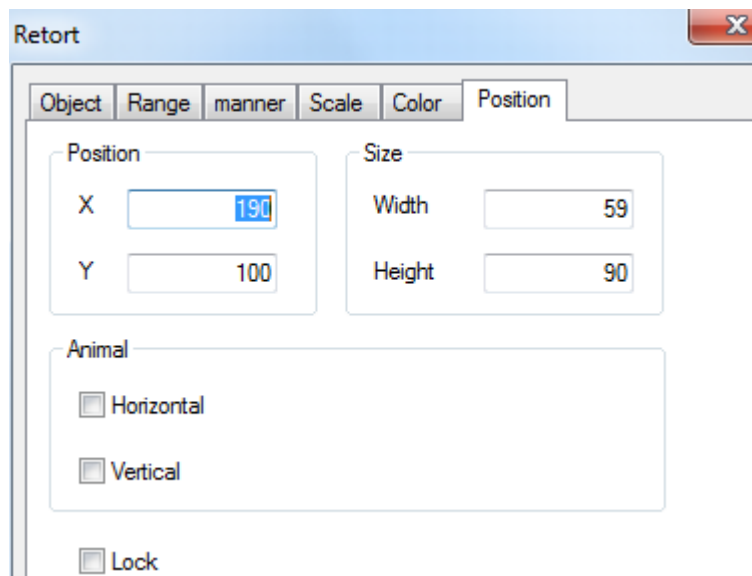 Retort
Object Range manner Scale Color Position
Position
X 190
Y 100
Size
Width 59
Height 90
Animal
Horizontal
Vertical
Lock